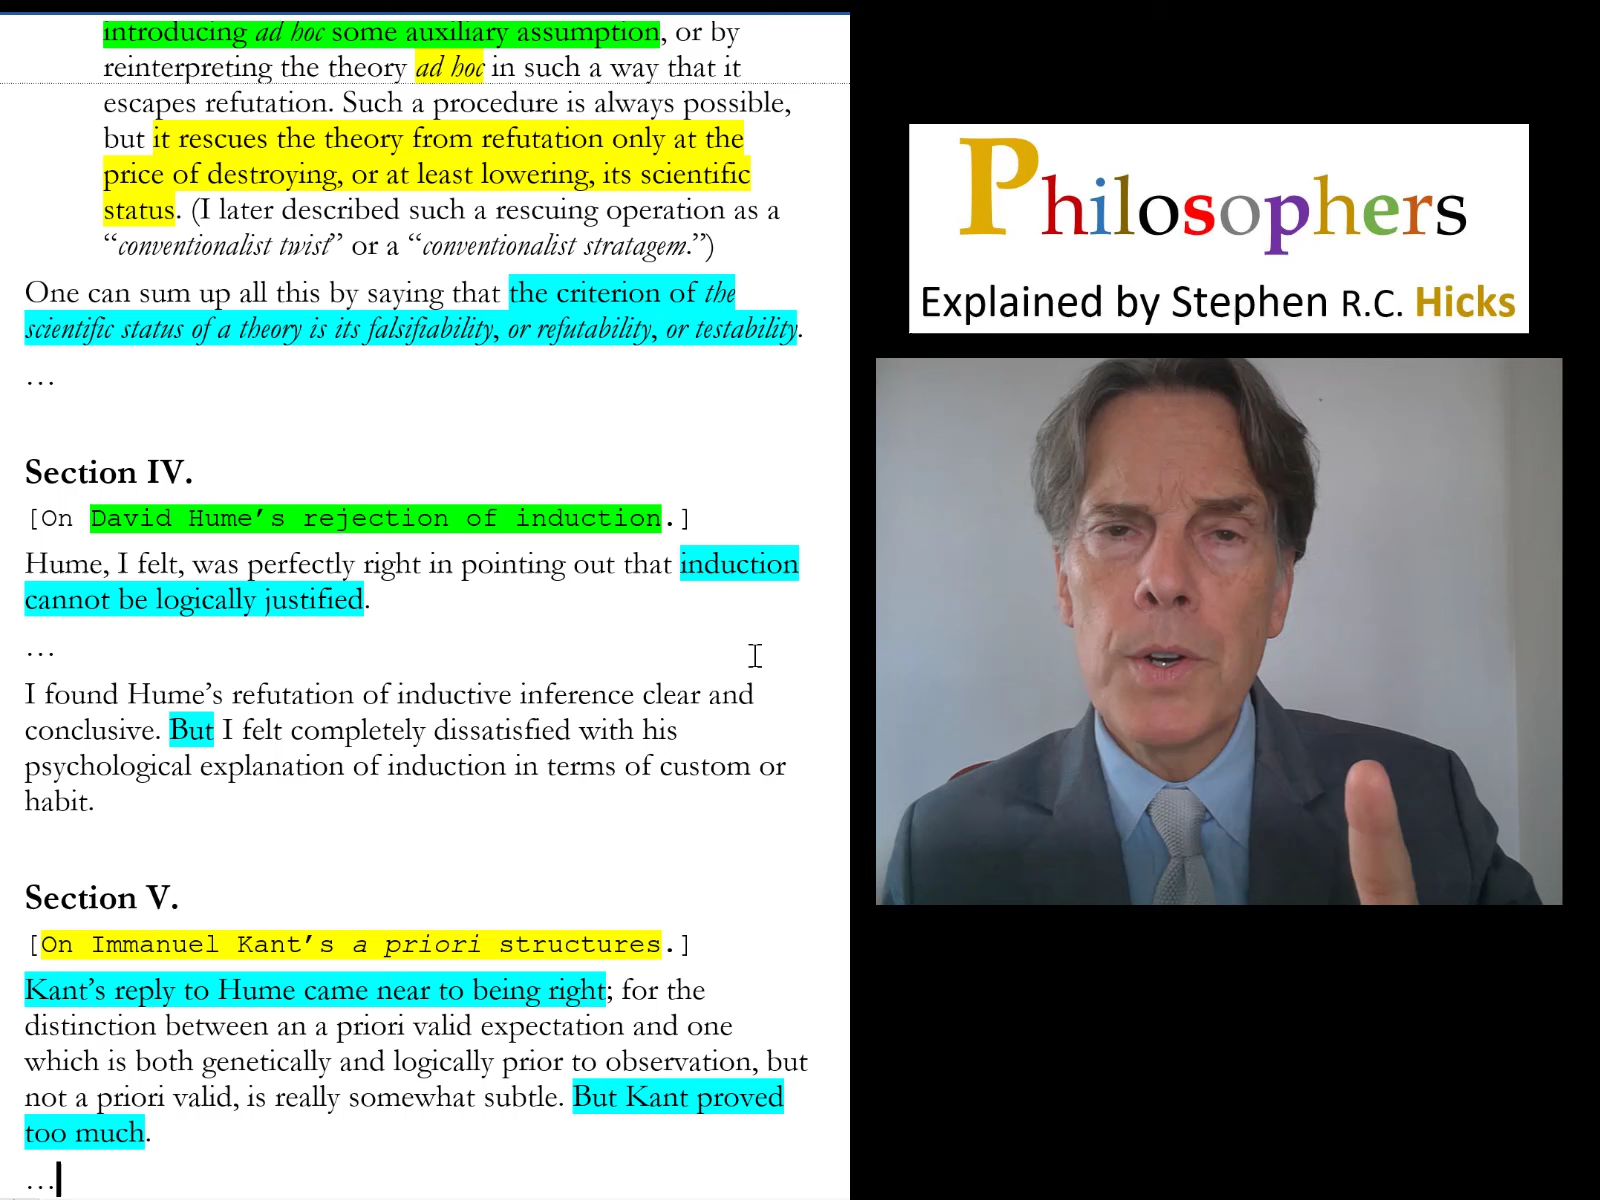 introducing ad hoc some auxiliary assumption, or by
reinterpreting the theory ad hoc in such a way that it
escapes refutation. Such a procedure is always possible,
but it rescues the theory from refutation only at the
price of destroying, or at least lowering, its scientific
status. (I later described such a rescuing operation as a
“conventionalist twist” or a “conventionalist stratagem.”)
One can sum up all this by saying that the criterion of the
scientific status of a theory is its falsifiability, or refutability, or testability.
…
Section IV.
[On David Hume’s rejection of induction.]
Hume, I felt, was perfectly right in pointing out that induction
cannot be logically justified.
…
I found Hume’s refutation of inductive inference clear and
conclusive. But I felt completely dissatisfied with his
psychological explanation of induction in terms of custom or
habit.
Section V.
[On Immanuel Kant’s a priori structures.]
Kant’s reply to Hume came near to being right; for the
distinction between an a priori valid expectation and one
which is both genetically and logically prior to observation, but
not a priori valid, is really somewhat subtle. But Kant proved
too much.
…
Philosophers
Explained by Stephen R.C. Hicks